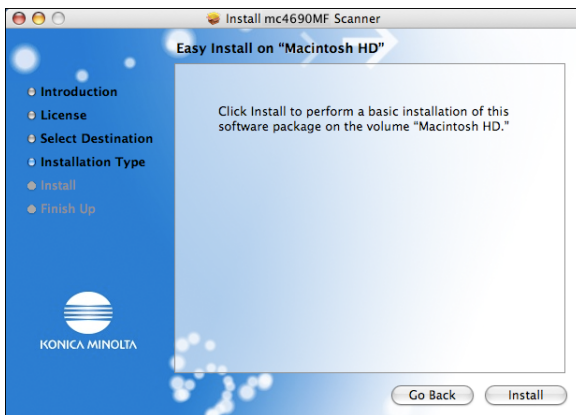 Install mc4690MF Scanner
Easy Install on “Macintosh HD”
Introduction
License
Select Destination
Installation Type
Install
Finish Up
Click Install to perform a basic installation of this
software package on the volume “Macintosh HD.”
KONICA MINOLTA
Go Back
Install